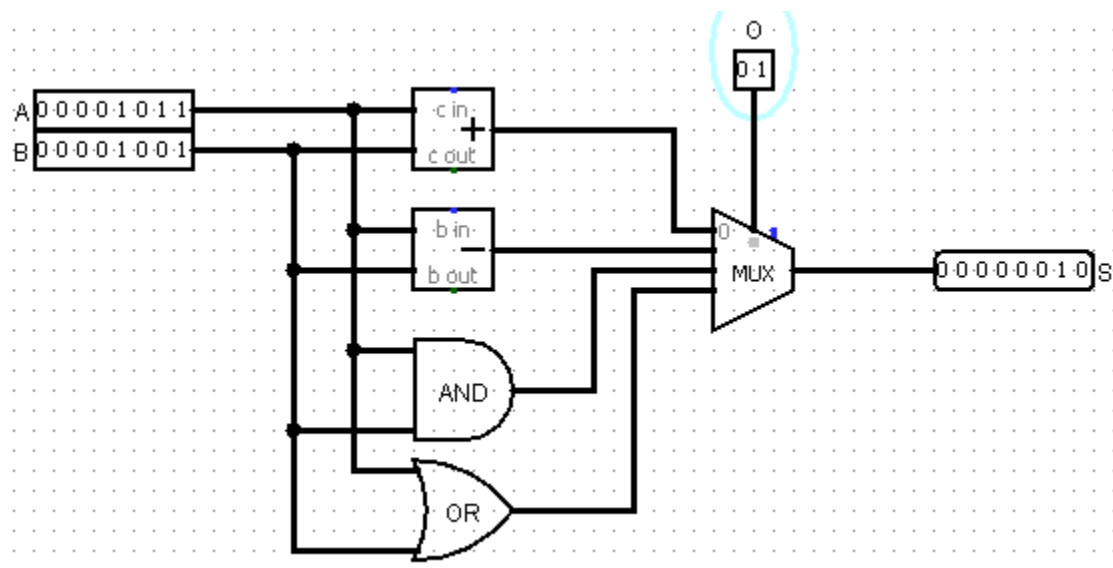 O
0 1
A 0 0 0 0 1 0 1 1
B 0 0 0 0 1 0 0 1
c in
+
c out
b in
−
b out
0
MUX
0 0 0 0 0 0 1 0 S
AND
OR